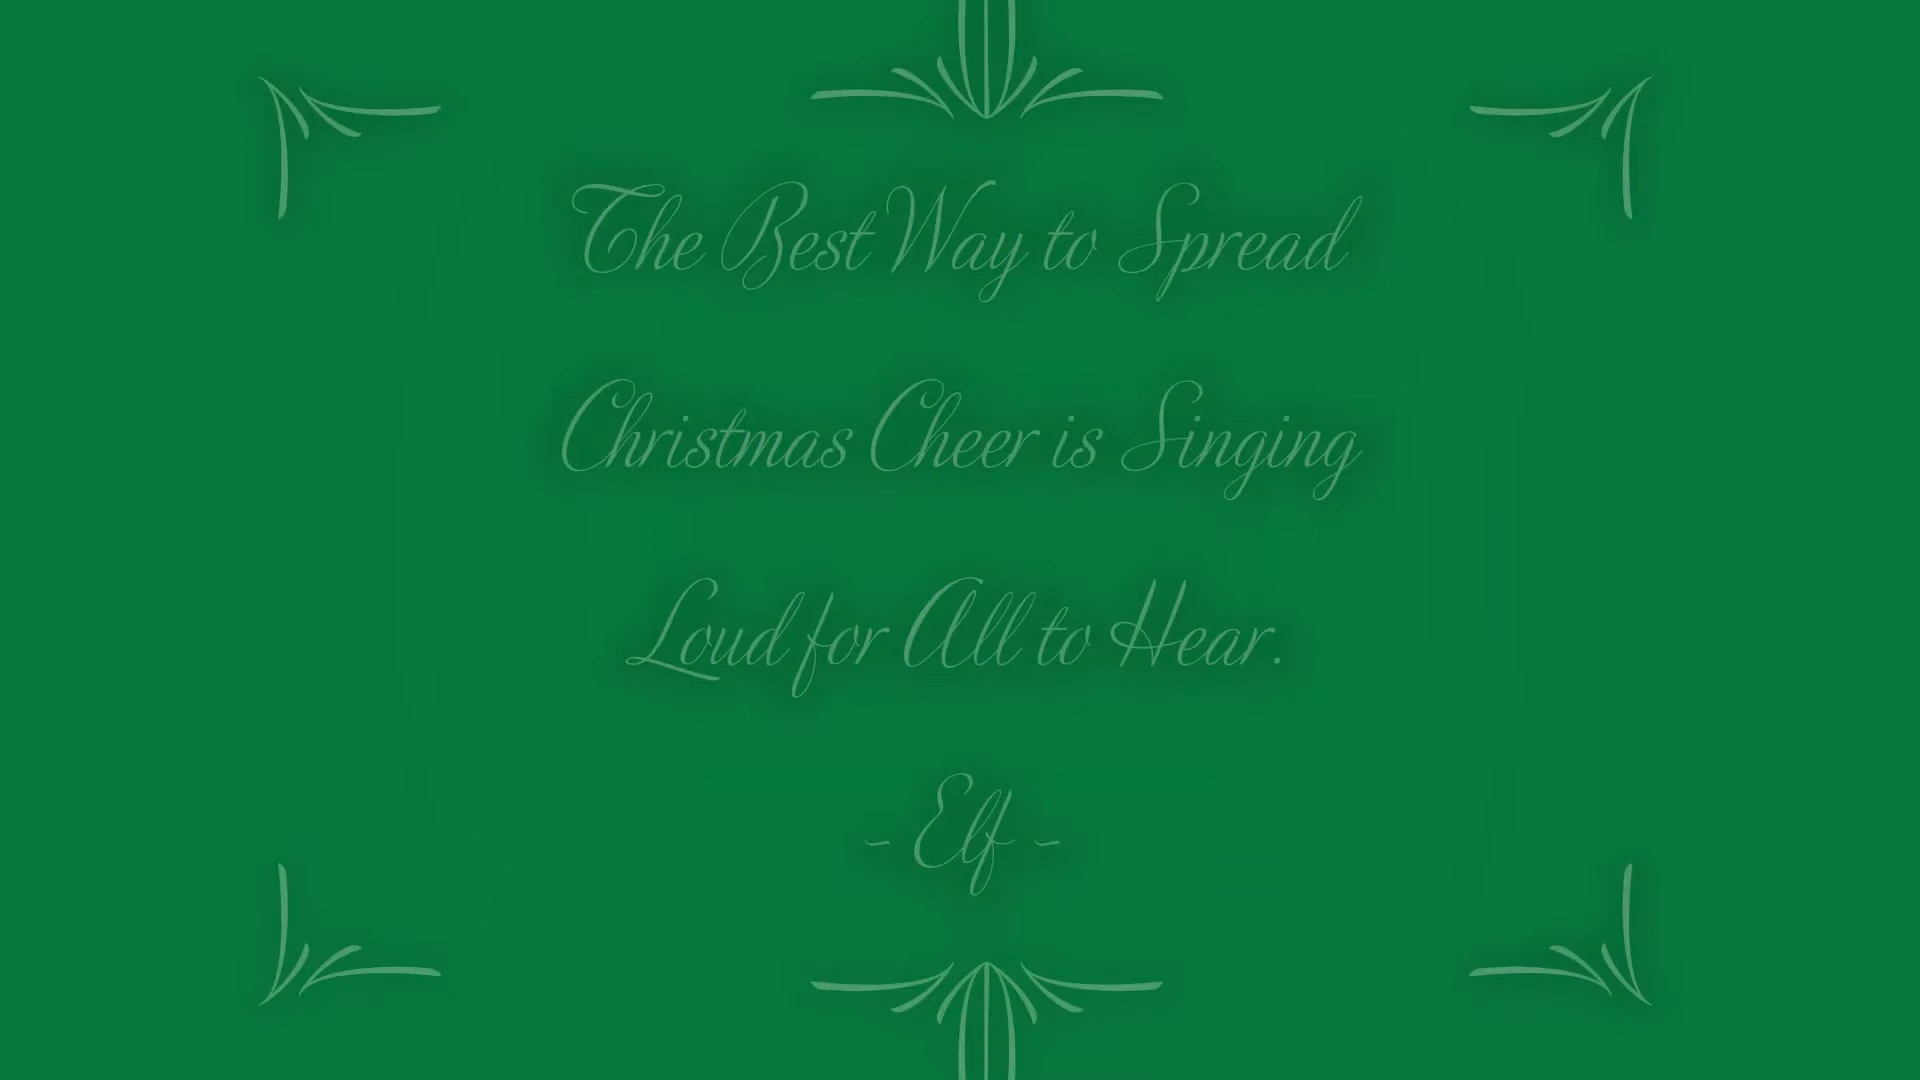 The Best Way to Spread
Christmas Cheer is Singing
Loud for All to Hear.
- Elf -